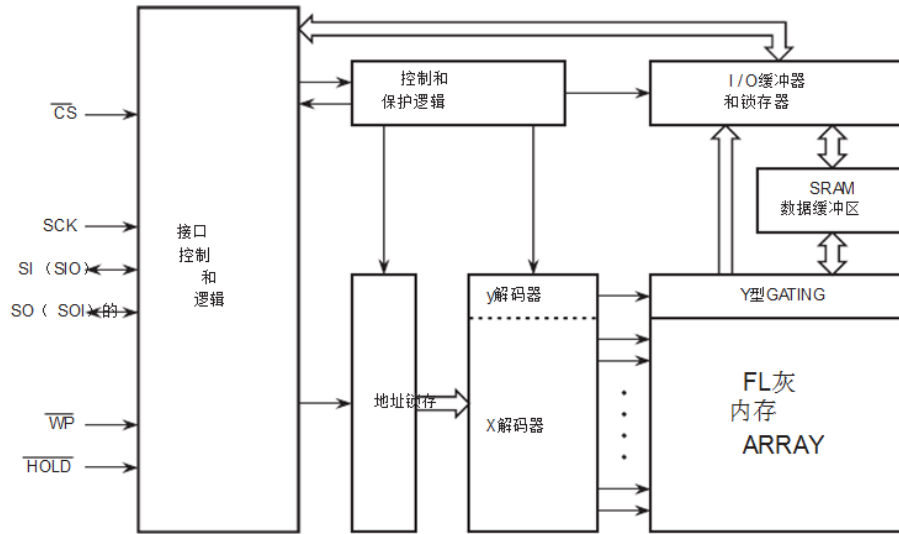 控制和
保护逻辑
I/O缓冲器
和锁存器
CS
SRAM
数据缓冲区
SCK
接口
控制
和
逻辑
SI（SIO）
SO（ SOI）的
y解码器
Y型GATING
地址锁存
X解码器
FL灰
内存
ARRAY
WP
HOLD